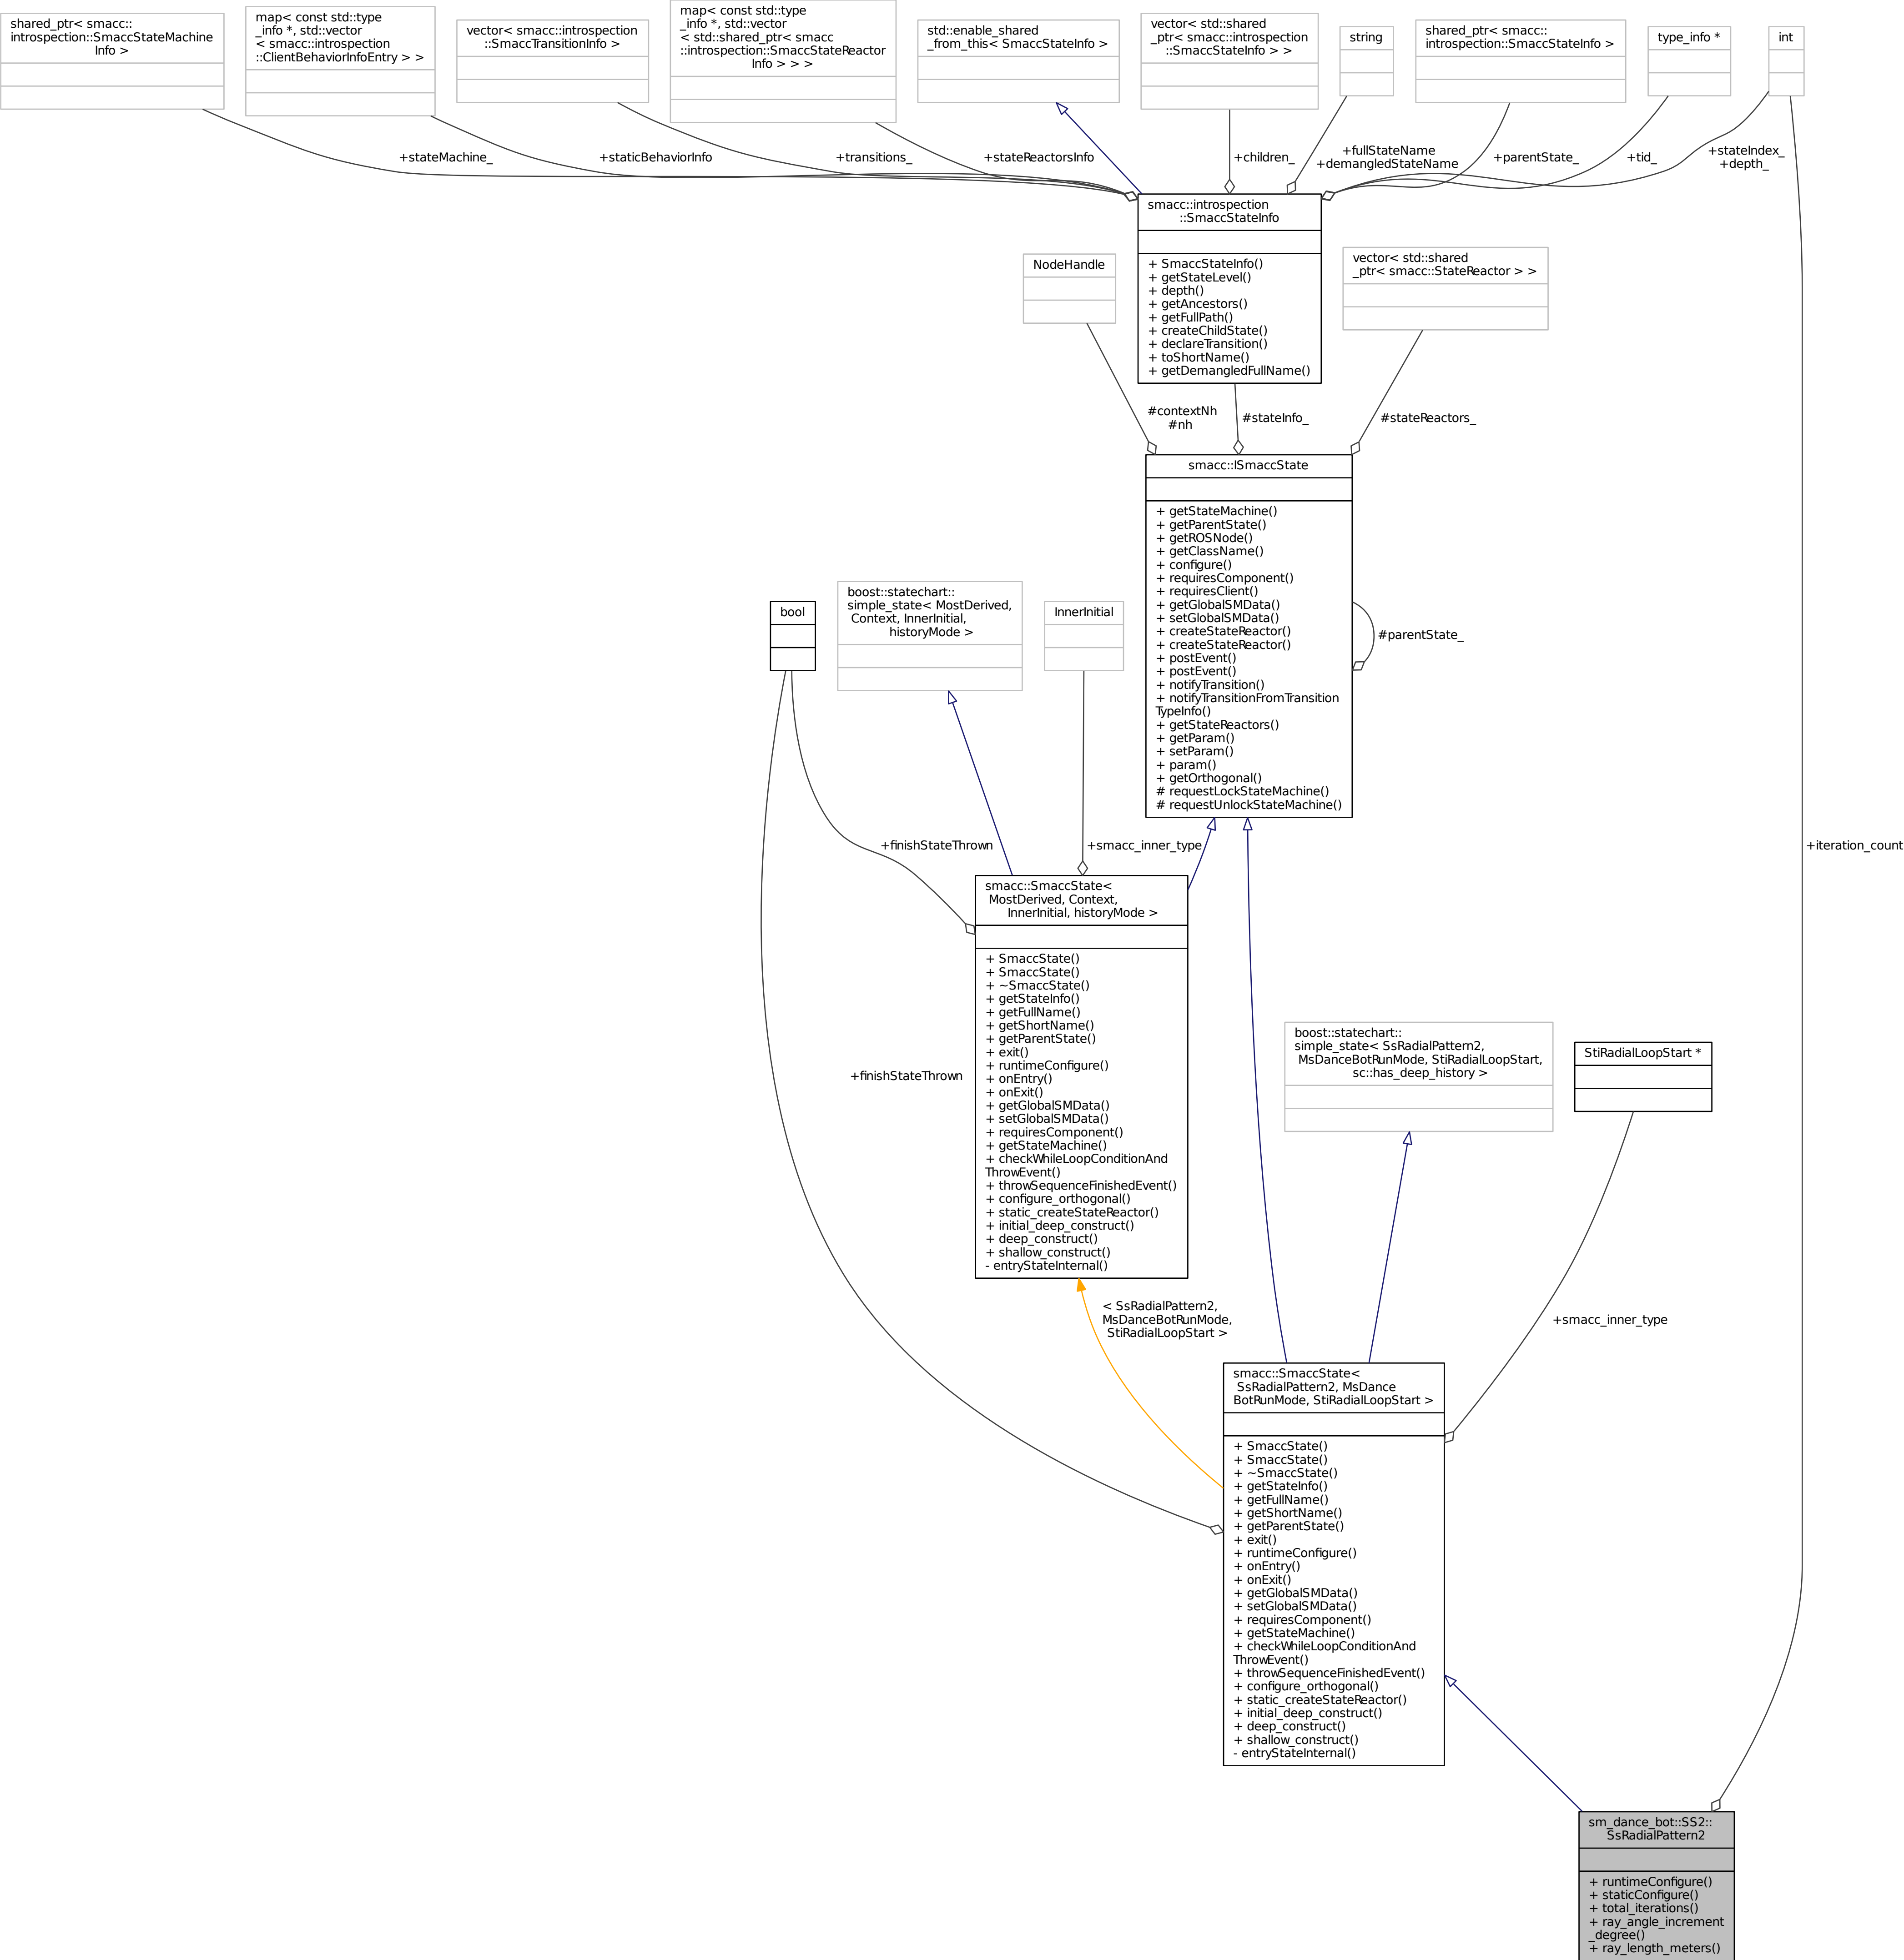 shared_ptr< smacc::
introspection::SmaccStateMachine
Info >
map< const std::type
_info *, std::vector
< smacc::introspection
::ClientBehaviorInfoEntry > >
vector< smacc::introspection
::SmaccTransitionInfo >
map< const std::type
_info *, std::vector
< std::shared_ptr< smacc
::introspection::SmaccStateReactor
Info > > >
std::enable_shared
_from_this< SmaccStateInfo >
vector< std::shared
_ptr< smacc::introspection
::SmaccStateInfo > >
string
shared_ptr< smacc::
introspection::SmaccStateInfo >
type_info *
int
+stateMachine_
+staticBehaviorInfo
+transitions_
+stateReactorsInfo
+children_
+fullStateName
+demangledStateName
+parentState_
+tid_
+stateIndex_
+depth_
smacc::introspection
::SmaccStateInfo
+ SmaccStateInfo()
+ getStateLevel()
+ depth()
+ getAncestors()
+ getFullPath()
+ createChildState()
+ declareTransition()
+ toShortName()
+ getDemangledFullName()
NodeHandle
vector< std::shared
_ptr< smacc::StateReactor > >
#contextNh
#nh
#stateInfo_
#stateReactors_
smacc::ISmaccState
+ getStateMachine()
+ getParentState()
+ getROSNode()
+ getClassName()
+ configure()
+ requiresComponent()
+ requiresClient()
+ getGlobalSMData()
+ setGlobalSMData()
+ createStateReactor()
+ createStateReactor()
+ postEvent()
+ postEvent()
+ notifyTransition()
+ notifyTransitionFromTransition
TypeInfo()
+ getStateReactors()
+ getParam()
+ setParam()
+ param()
+ getOrthogonal()
# requestLockStateMachine()
# requestUnlockStateMachine()
#parentState_
bool
boost::statechart::
simple_state< MostDerived,
Context, InnerInitial,
historyMode >
InnerInitial
+finishStateThrown
+smacc_inner_type
+iteration_count
smacc::SmaccState<
MostDerived, Context,
InnerInitial, historyMode >
+ SmaccState()
+ SmaccState()
+ ~SmaccState()
+ getStateInfo()
+ getFullName()
+ getShortName()
+ getParentState()
+ exit()
+ runtimeConfigure()
+ onEntry()
+ onExit()
+ getGlobalSMData()
+ setGlobalSMData()
+ requiresComponent()
+ getStateMachine()
+ checkWhileLoopConditionAnd
ThrowEvent()
+ throwSequenceFinishedEvent()
+ configure_orthogonal()
+ static_createStateReactor()
+ initial_deep_construct()
+ deep_construct()
+ shallow_construct()
- entryStateInternal()
+finishStateThrown
boost::statechart::
simple_state< SsRadialPattern2,
MsDanceBotRunMode, StiRadialLoopStart,
sc::has_deep_history >
StiRadialLoopStart *
< SsRadialPattern2,
MsDanceBotRunMode,
StiRadialLoopStart >
+smacc_inner_type
smacc::SmaccState<
SsRadialPattern2, MsDance
BotRunMode, StiRadialLoopStart >
+ SmaccState()
+ SmaccState()
+ ~SmaccState()
+ getStateInfo()
+ getFullName()
+ getShortName()
+ getParentState()
+ exit()
+ runtimeConfigure()
+ onEntry()
+ onExit()
+ getGlobalSMData()
+ setGlobalSMData()
+ requiresComponent()
+ getStateMachine()
+ checkWhileLoopConditionAnd
ThrowEvent()
+ throwSequenceFinishedEvent()
+ configure_orthogonal()
+ static_createStateReactor()
+ initial_deep_construct()
+ deep_construct()
+ shallow_construct()
- entryStateInternal()
sm_dance_bot::SS2::
SsRadialPattern2
+ runtimeConfigure()
+ staticConfigure()
+ total_iterations()
+ ray_angle_increment
_degree()
+ ray_length_meters()